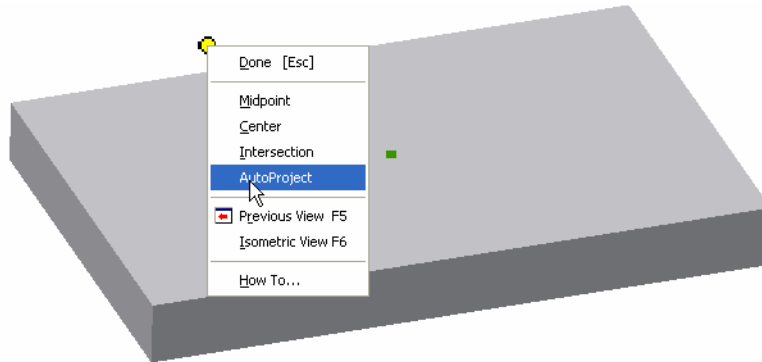 Done [Esc]
Midpoint
Center
Intersection
AutoProject
Previous View F5
Isometric View F6
How To...